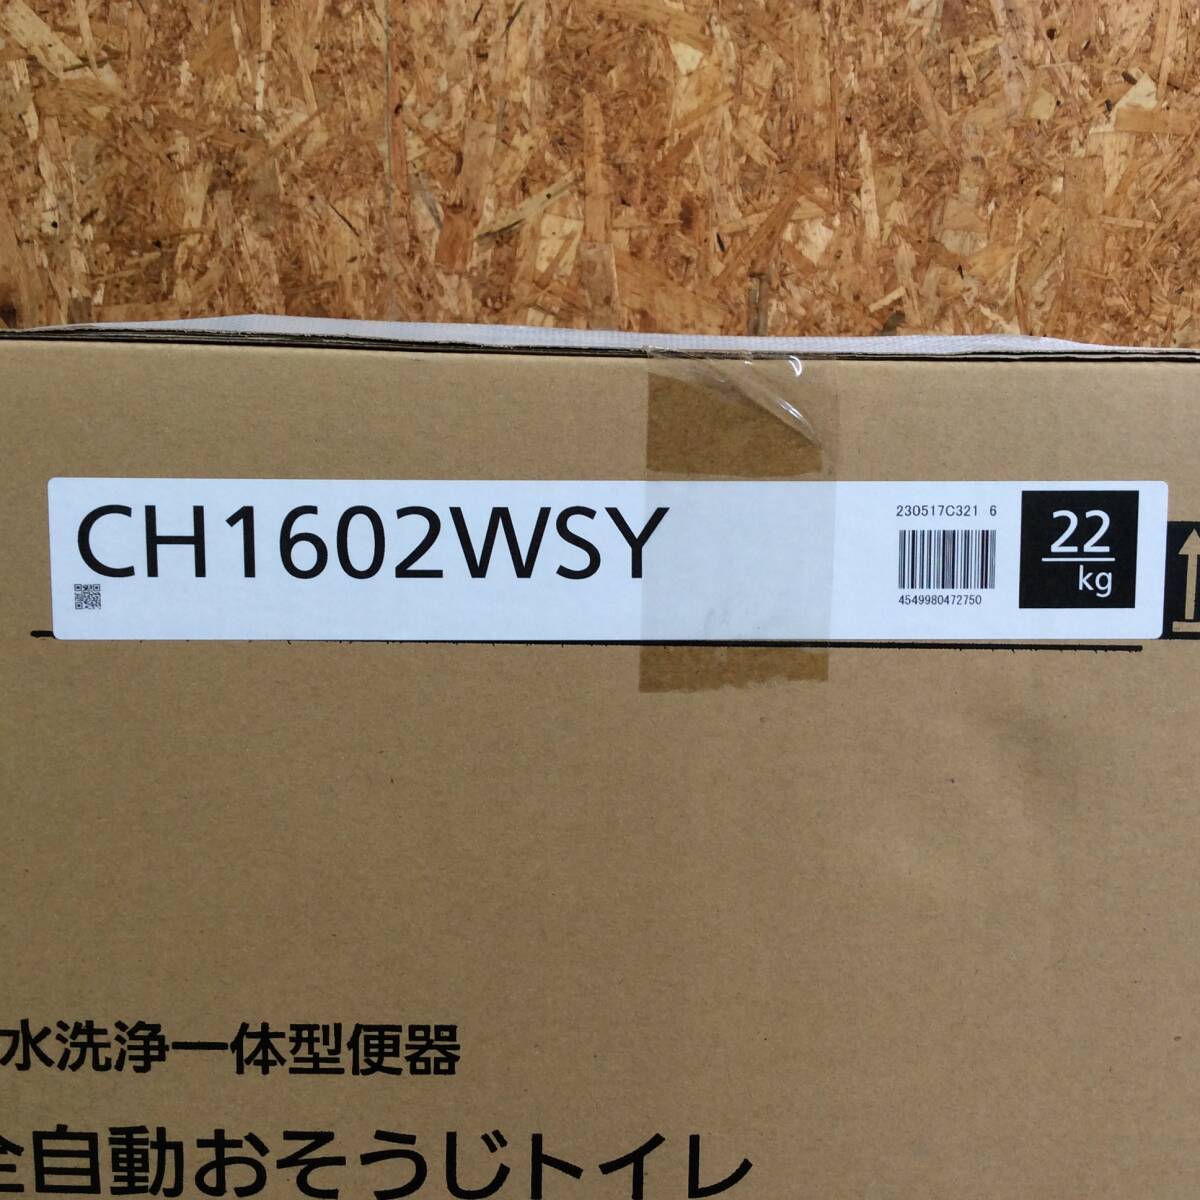 CH1602WSY
230517C321 6
4549980472750
22
kg
水洗浄一体型便器
全自動おそうじトイレ